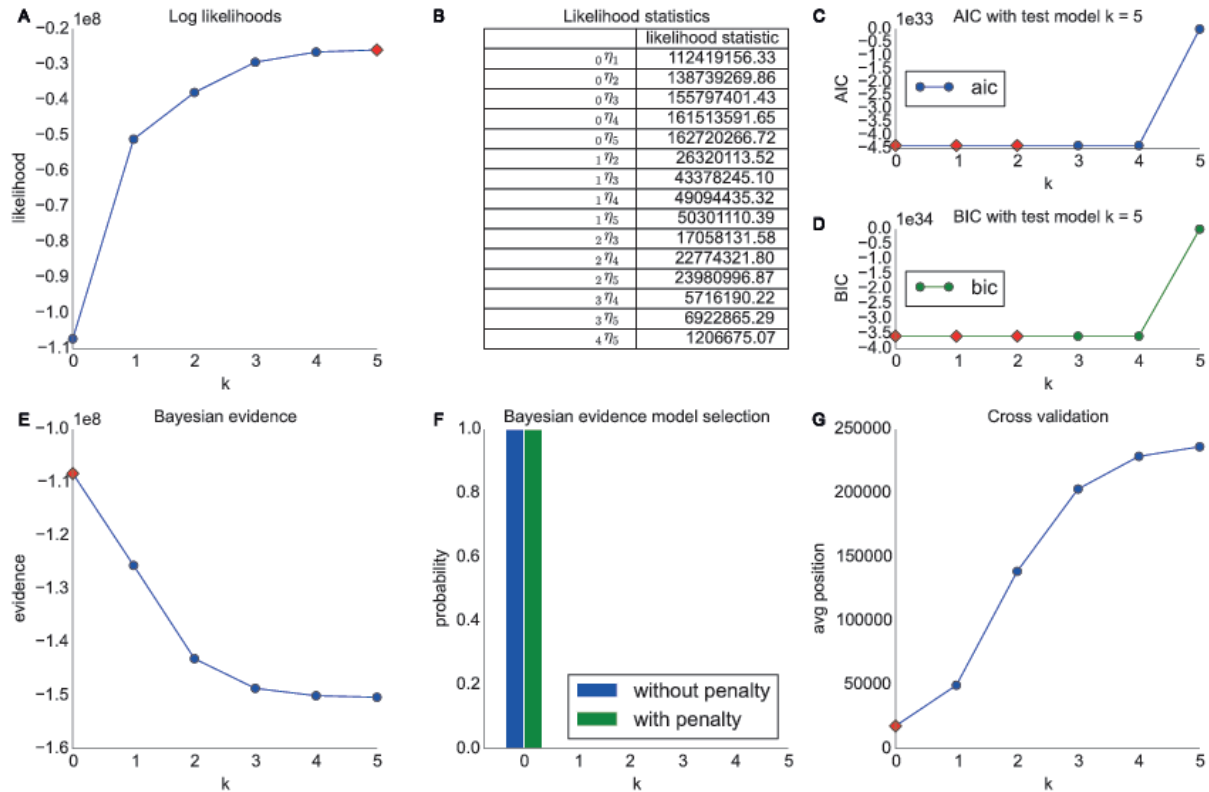 A
Log likelihoods
1e8
−0.2
−0.3
−0.4
−0.5
−0.6
−0.7
−0.8
−0.9
−1.0
−1.1
likelihood
0 1 2 3 4 5
k
B
Likelihood statistics
likelihood statistic
0η1 112419156.33
0η2 138739269.86
0η3 155797401.43
0η4 161513591.65
0η5 162720266.72
1η2 26320113.52
1η3 43378245.10
1η4 49094435.32
1η5 50301110.39
2η3 17058131.58
2η4 22774321.80
2η5 23980996.87
3η4 5716190.22
3η5 6922865.29
4η5 1206675.07
C
AIC with test model k = 5
1e33
0.0
−0.5
−1.0
−1.5
−2.0
−2.5
−3.0
−3.5
−4.0
−4.5
AIC
aic
0 1 2 3 4 5
k
D
BIC with test model k = 5
1e34
0.0
−0.5
−1.0
−1.5
−2.0
−2.5
−3.0
−3.5
−4.0
BIC
bic
0 1 2 3 4 5
k
E
Bayesian evidence
1e8
−1.0
−1.1
−1.2
−1.3
−1.4
−1.5
−1.6
evidence
0 1 2 3 4 5
k
F
Bayesian evidence model selection
1.0
0.8
0.6
0.4
0.2
0.0
probability
without penalty
with penalty
0 1 2 3 4 5
k
G
Cross validation
250000
200000
150000
100000
50000
0
avg position
0 1 2 3 4 5
k